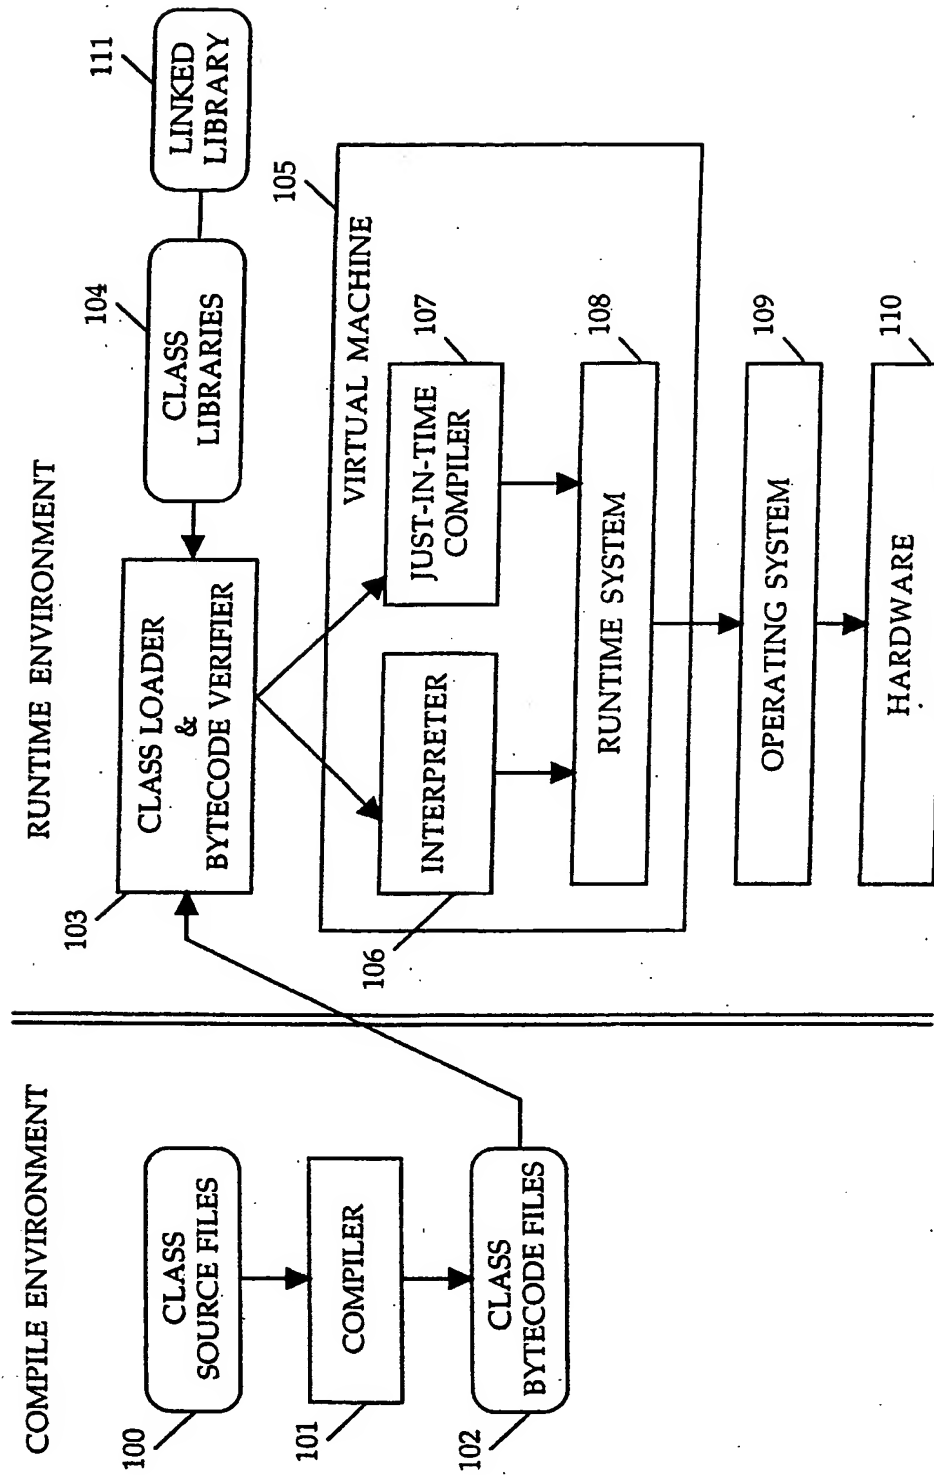 COMPILE ENVIRONMENT
100
CLASS
SOURCE FILES
101
COMPILER
102
CLASS
BYTECODE FILES
RUNTIME ENVIRONMENT
103
CLASS LOADER
&
BYTECODE VERIFIER
104
CLASS
LIBRARIES
111
LINKED
LIBRARY
105
VIRTUAL MACHINE
106
INTERPRETER
107
JUST-IN-TIME
COMPILER
108
RUNTIME SYSTEM
109
OPERATING SYSTEM
110
HARDWARE